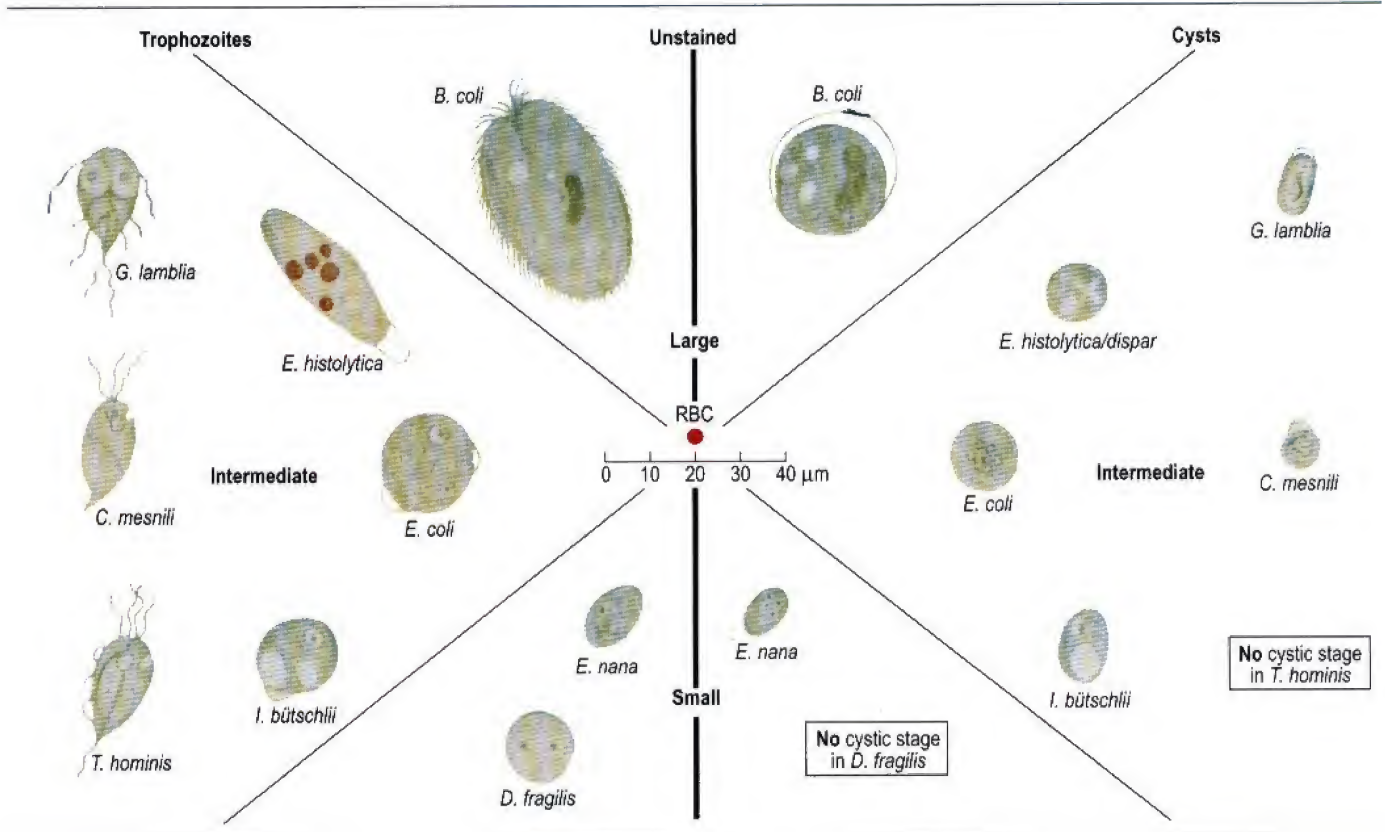 Trophozoites
Unstained
Cysts
B. coli
B. coli
G. lamblia
G. lamblia
E. histolytica
E. histolytica/dispar
Large
RBC
0 10 20 30 40 μm
Intermediate
Intermediate
C. mesnili
E. coli
E. coli
C. mesnili
E. nana
E. nana
Small
No cystic stage
in T. hominis
I. bütschlii
I. bütschlii
T. hominis
D. fragilis
No cystic stage
in D. fragilis